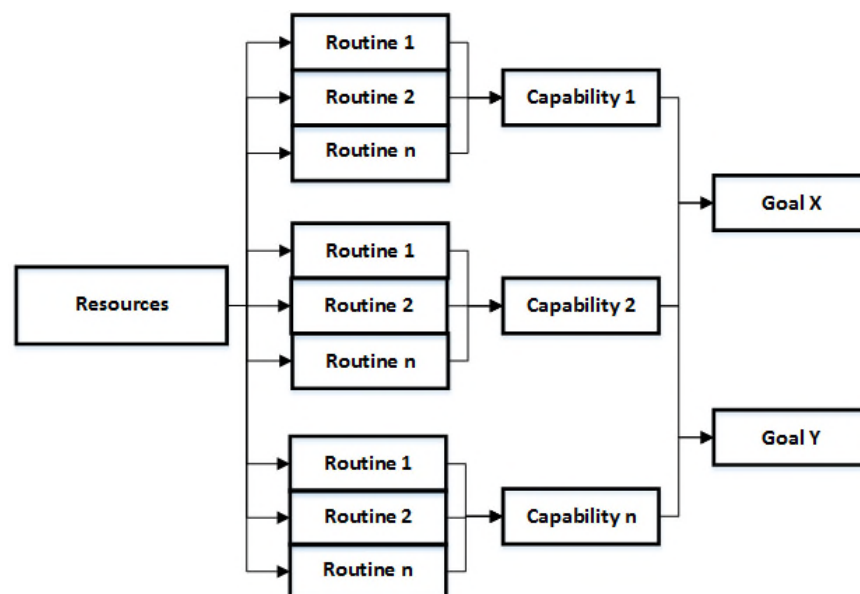 Routine 1
Routine 2
Routine n
Capability 1
Goal X
Resources
Routine 1
Routine 2
Routine n
Capability 2
Goal Y
Routine 1
Routine 2
Routine n
Capability n